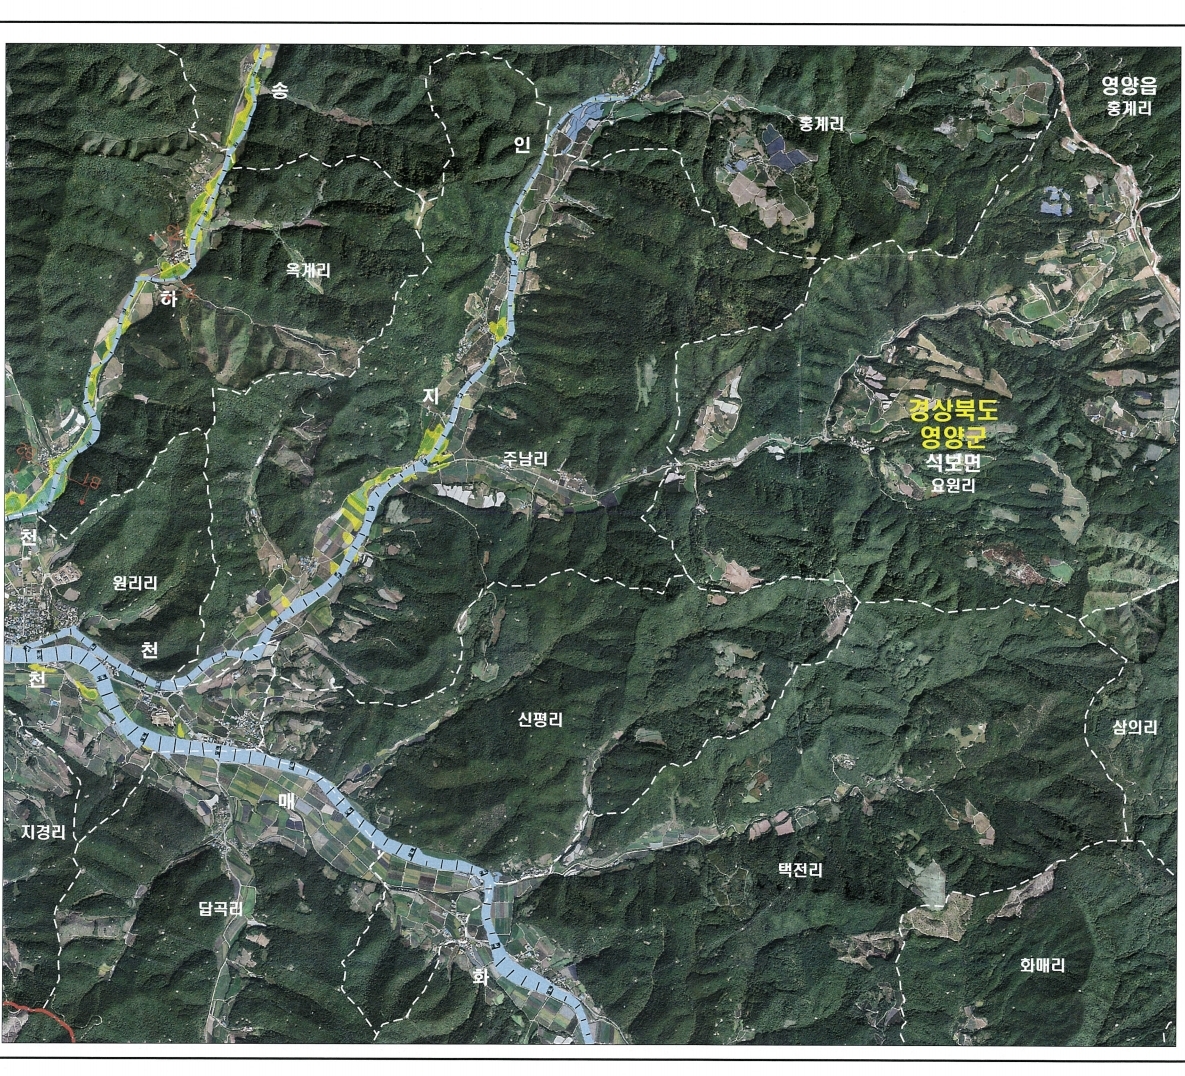 송
영양읍
홍계리
홍계리
인
옥계리
하
지
경상북도
영양군
석보면
요원리
주남리
천
원리리
천
천
신평리
삼의리
매
지경리
택전리
답곡리
화매리
화